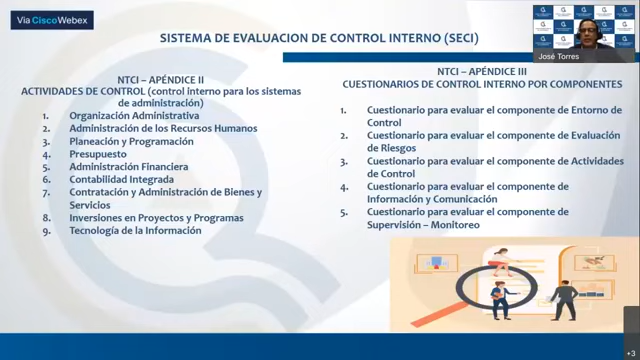 Vía CiscoWebex
SISTEMA DE EVALUACION DE CONTROL INTERNO (SECI)
José Torres
NTCI – APÉNDICE II
ACTIVIDADES DE CONTROL (control interno para los sistemas
de administración)
1. Organización Administrativa
2. Administración de los Recursos Humanos
3. Planeación y Programación
4. Presupuesto
5. Administración Financiera
6. Contabilidad Integrada
7. Contratación y Administración de Bienes y
Servicios
8. Inversiones en Proyectos y Programas
9. Tecnología de la Información
NTCI – APÉNDICE III
CUESTIONARIOS DE CONTROL INTERNO POR COMPONENTES
1. Cuestionario para evaluar el componente de Entorno de
Control
2. Cuestionario para evaluar el componente de Evaluación
de Riesgos
3. Cuestionario para evaluar el componente de Actividades
de Control
4. Cuestionario para evaluar el componente de
Información y Comunicación
5. Cuestionario para evaluar el componente de
Supervisión – Monitoreo
+3